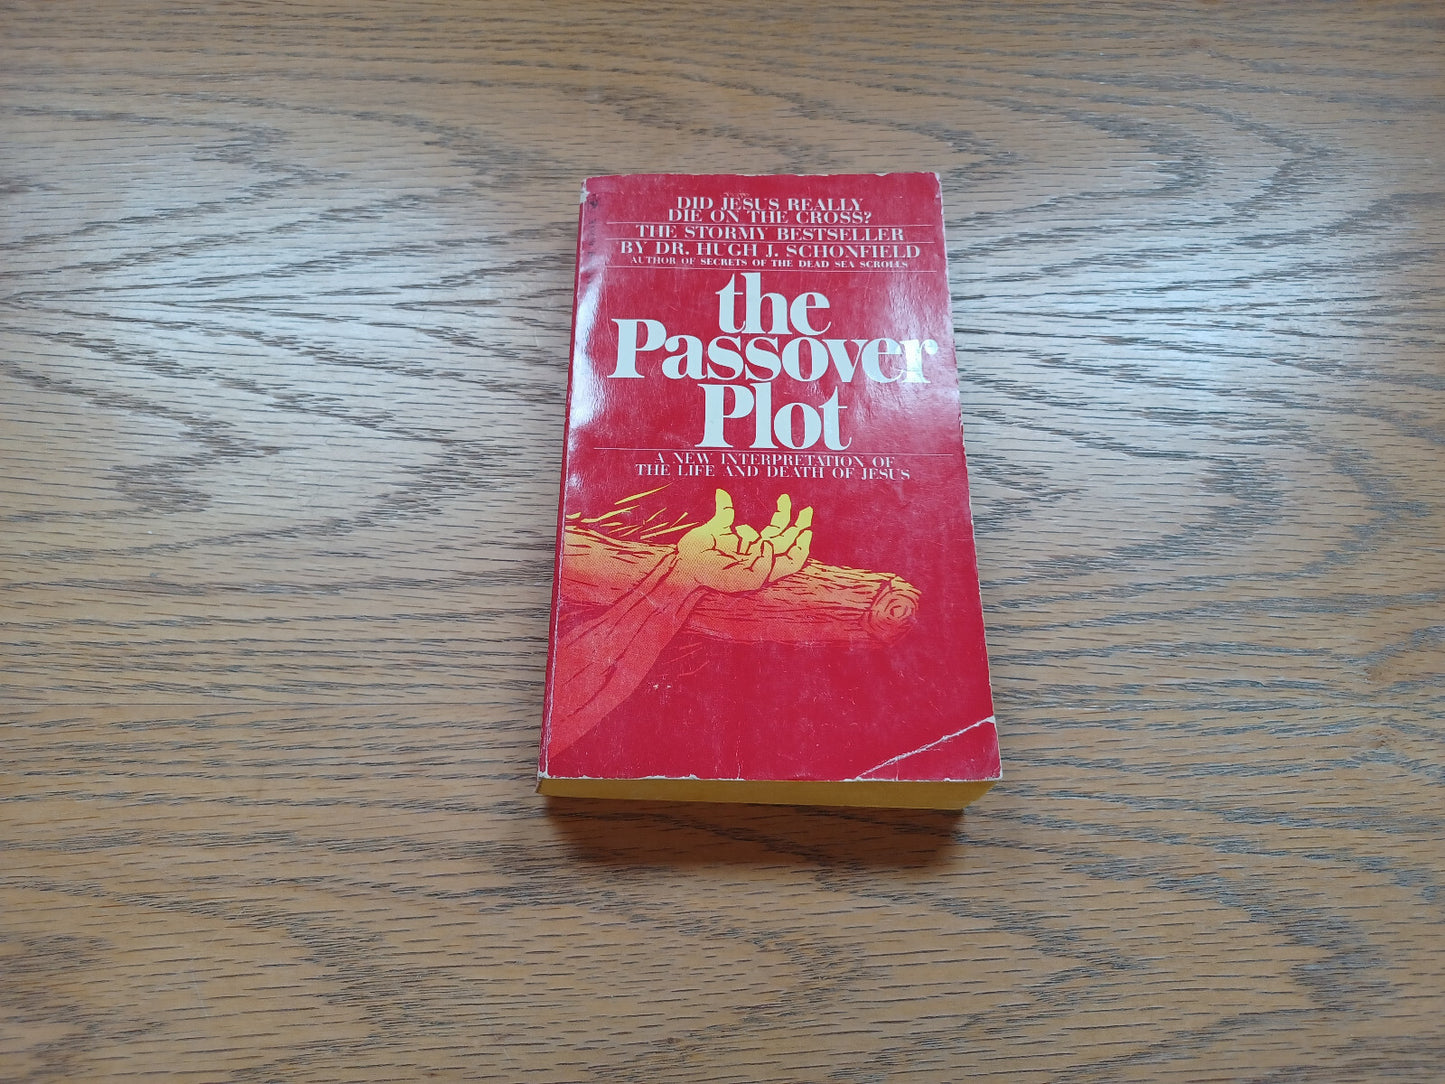 DID JESUS REALLY
DIE ON THE CROSS?
THE STORMY BESTSELLER
BY DR. HUGH J. SCHONFIELD
AUTHOR OF SECRETS OF THE DEAD SEA SCROLLS
the
Passover
Plot
A NEW INTERPRETATION OF
THE LIFE AND DEATH OF JESUS